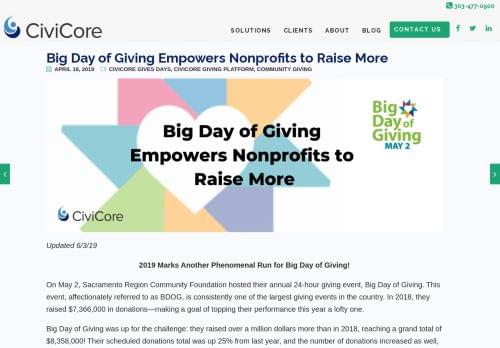 303-477-0900
CiviCore
SOLUTIONS
CLIENTS
ABOUT
BLOG
CONTACT US
Big Day of Giving Empowers Nonprofits to Raise More
APRIL 18, 2019
CIVICORE GIVES DAYS, CIVICORE GIVING PLATFORM, COMMUNITY GIVING
Big Day of Giving
Empowers Nonprofits to
Raise More
Big
Day of
Giving
MAY 2
CiviCore
Updated 6/3/19
2019 Marks Another Phenomenal Run for Big Day of Giving!
On May 2, Sacramento Region Community Foundation hosted their annual 24-hour giving event, Big Day of Giving. This
event, affectionately referred to as BDOG, is consistently one of the largest giving events in the country. In 2018, they
raised $7,366,000 in donations—making a goal of topping their performance this year a lofty one.
Big Day of Giving was up for the challenge: they raised over a million dollars more than in 2018, reaching a grand total of
$8,358,000! Their scheduled donations total was up 25% from last year, and the number of donations increased as well,